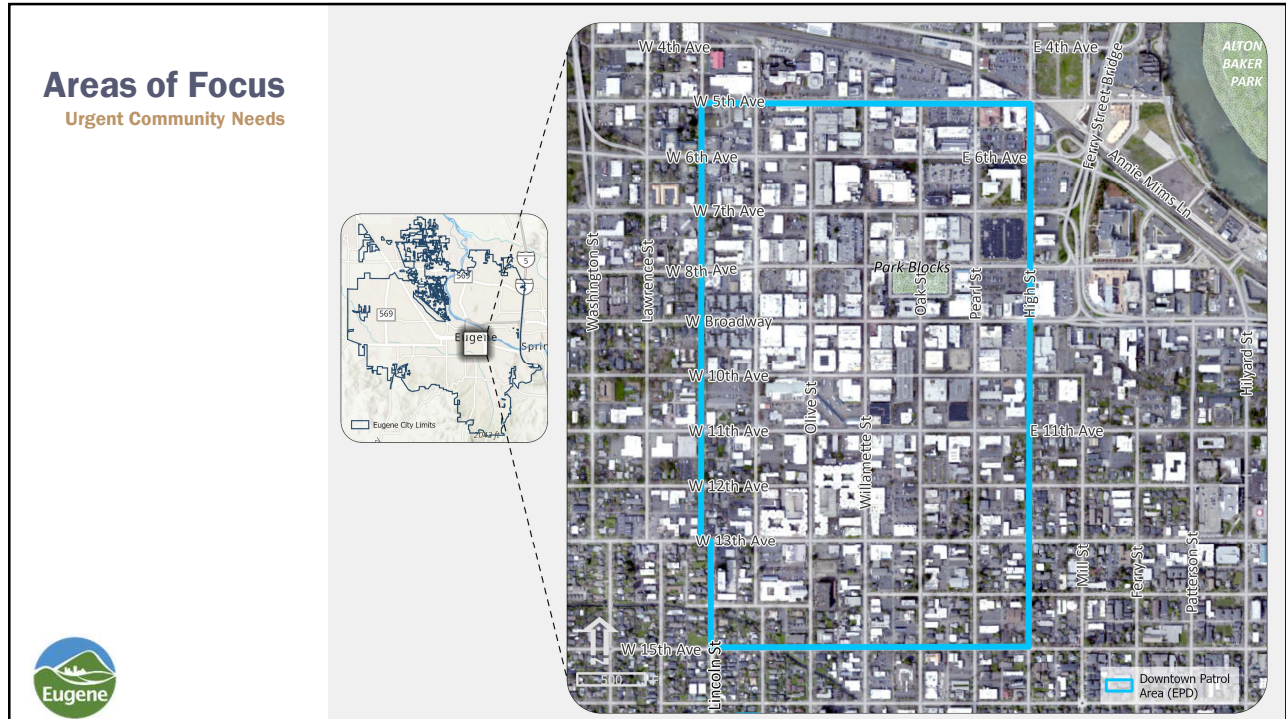 Areas of Focus
Urgent Community Needs
W 4th Ave
E 4th Ave
ALTON
BAKER
PARK
Ferry Street Bridge
W 5th Ave
W 6th Ave
E 6th Ave
Annie Mims Ln
W 7th Ave
Washington St
Lawrence St
W 8th Ave
Park Blocks
Oak St
Pearl St
High St
W Broadway
W 10th Ave
Olive St
Hilyard St
W 11th Ave
E 11th Ave
Willamette St
W 12th Ave
W 13th Ave
Mill St
Ferry St
Patterson St
W 15th Ave
Lincoln St
500
Downtown Patrol
Area (EPD)
5
569
569
Eugene
Sprin
Eugene City Limits
2043 ft
Eugene